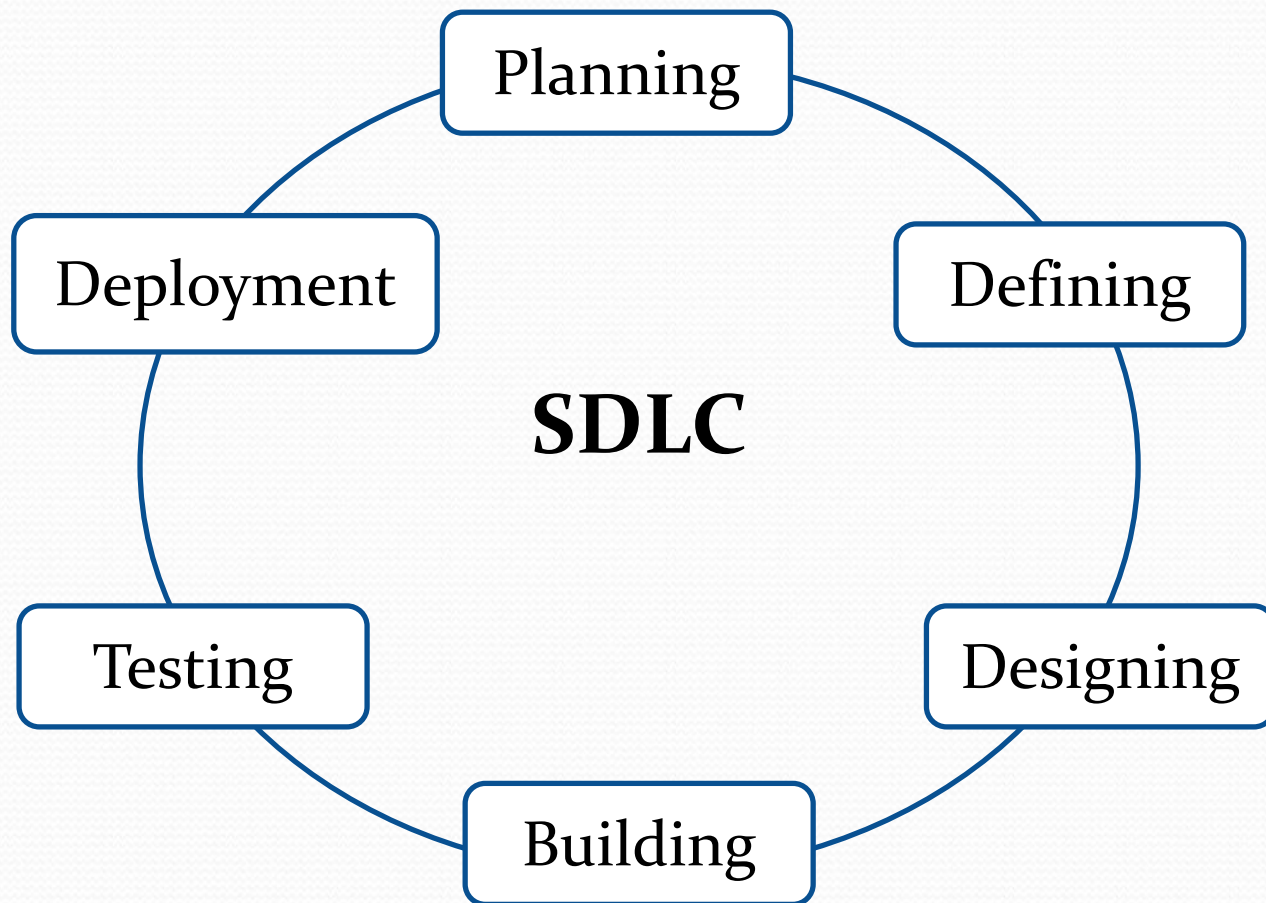 Planning
Deployment
Defining
SDLC
Testing
Designing
Building